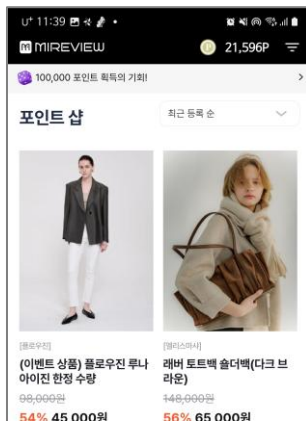 U⁺ 11:39
MIREVIEW
P 21,596P
100,000 포인트 획득의 기회!
포인트 샵
최근 등록 순
[플로우진]
(이벤트 상품) 플로우진 루나
아이진 한정 수량
98,000원
54% 45,000원
[앨리스마샤]
래버 토트백 숄더백(다크 브
라운)
148,000원
56% 65,000원